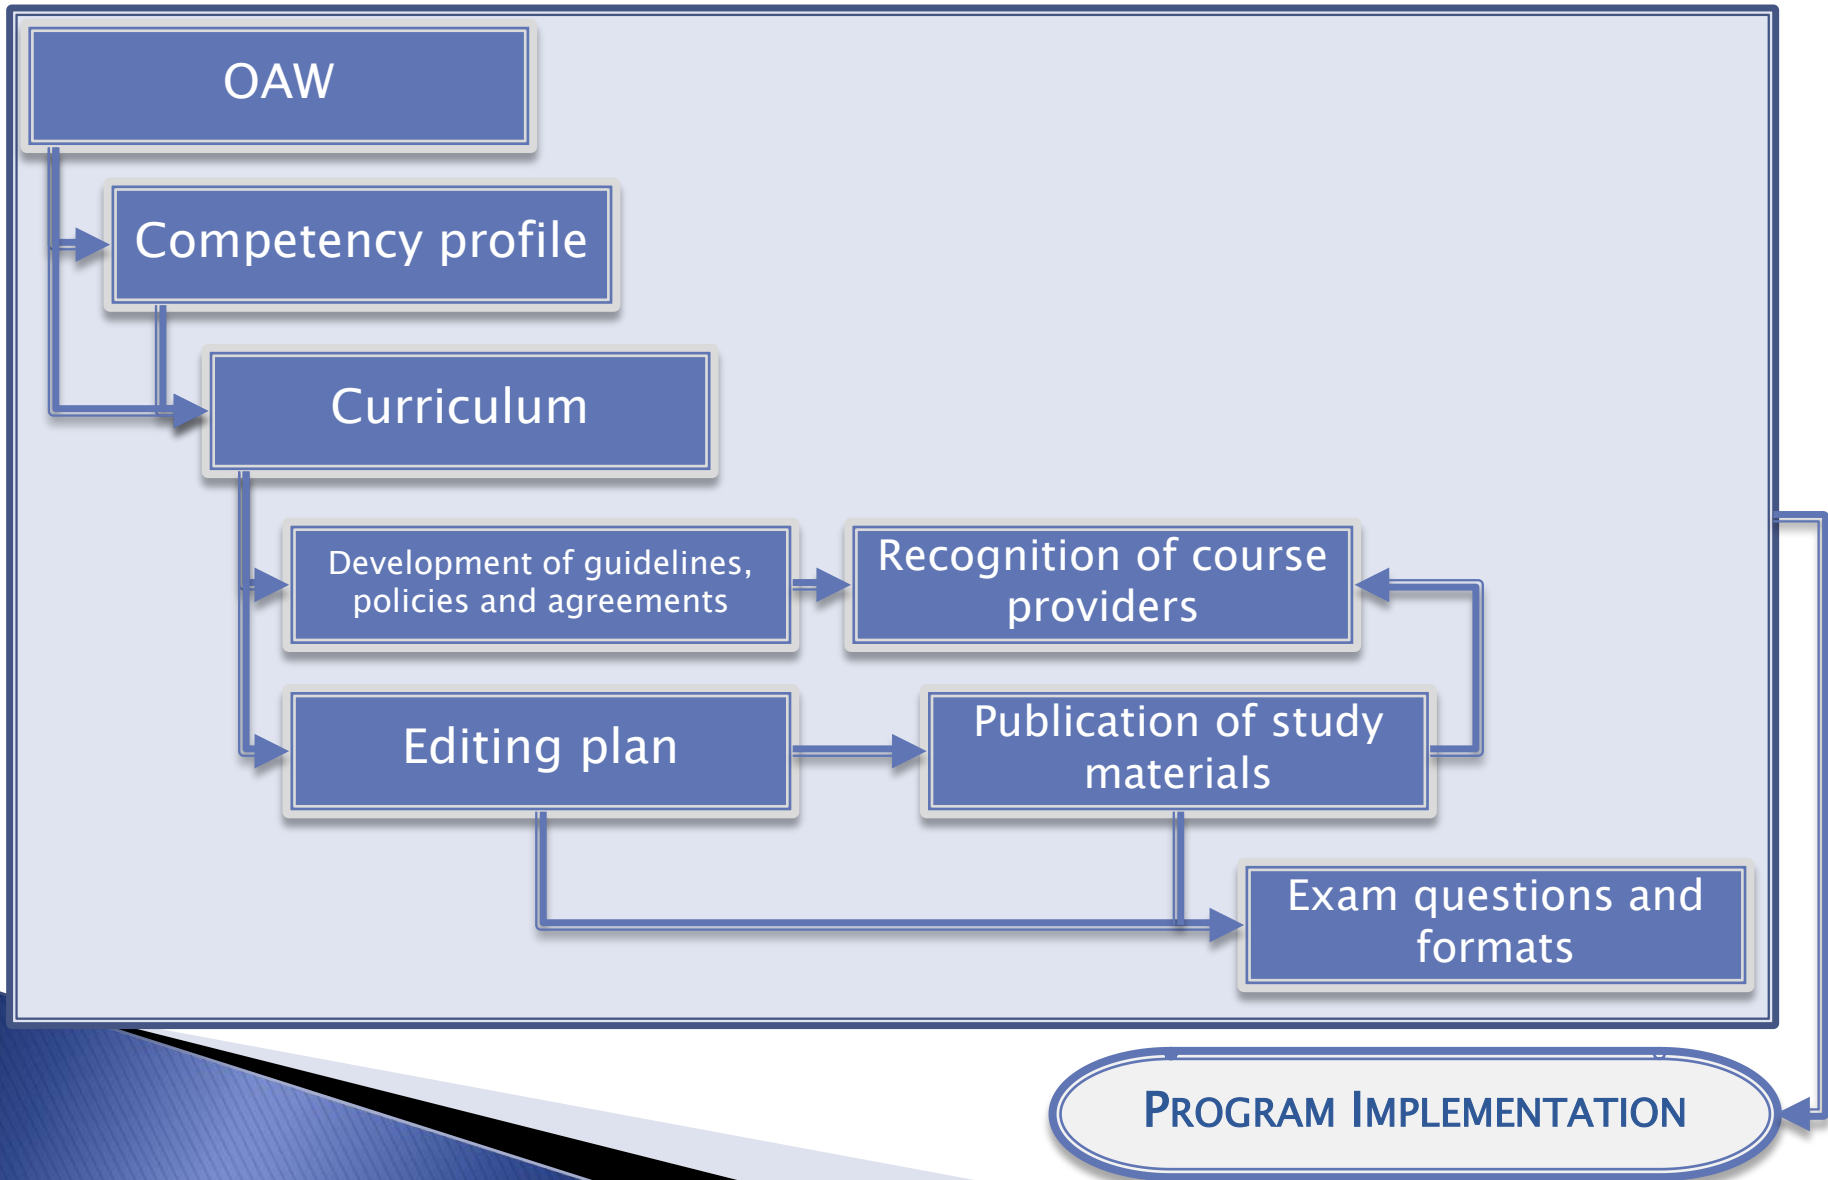 OAW
Competency profile
Curriculum
Development of guidelines,
policies and agreements
Recognition of course
providers
Editing plan
Publication of study
materials
Exam questions and
formats
PROGRAM IMPLEMENTATION